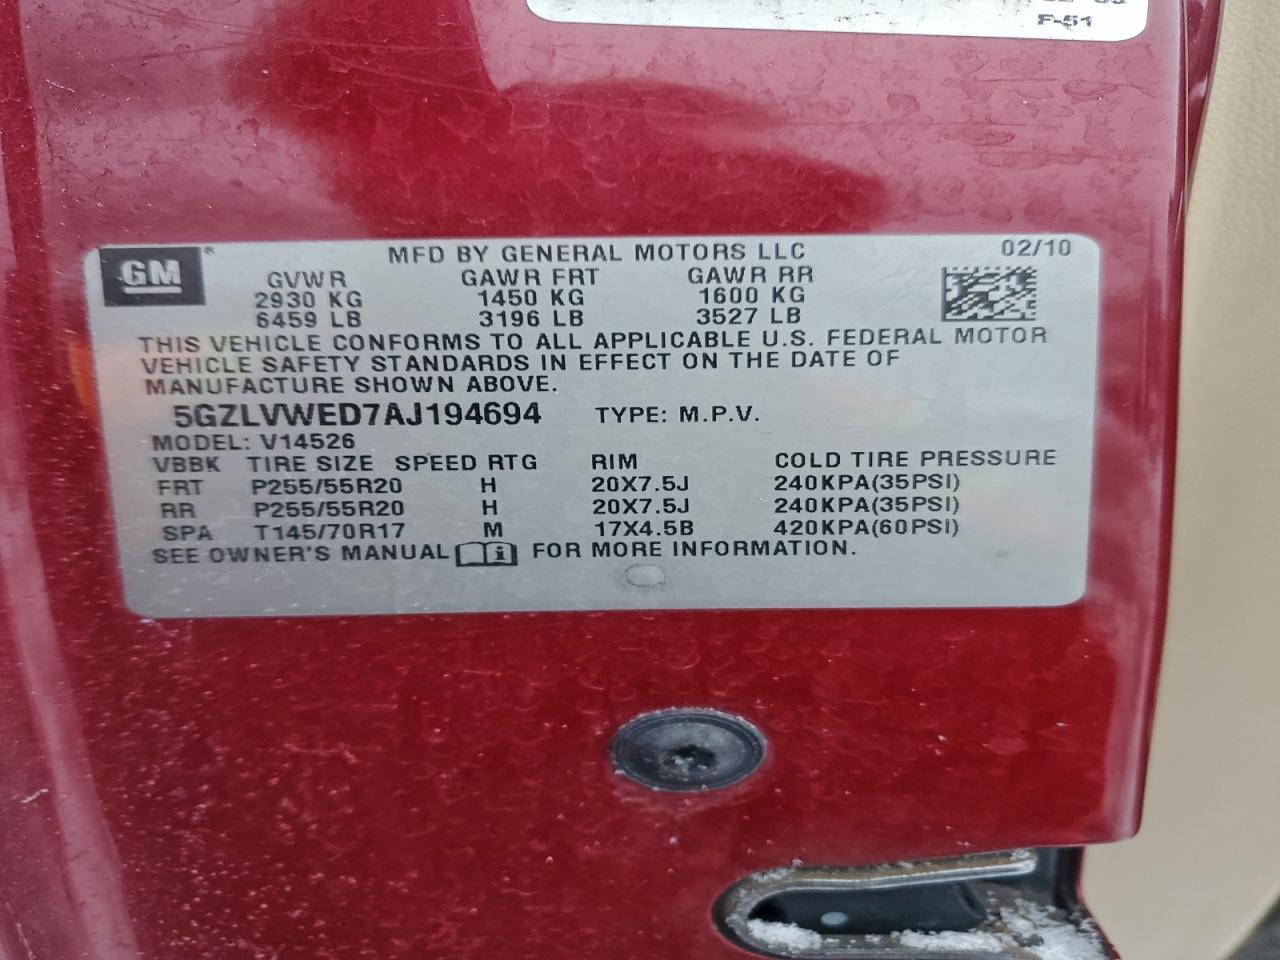 F-51
GM
MFD BY GENERAL MOTORS LLC 02/10
GVWR GAWR FRT GAWR RR
2930 KG 1450 KG 1600 KG
6459 LB 3196 LB 3527 LB
THIS VEHICLE CONFORMS TO ALL APPLICABLE U.S. FEDERAL MOTOR
VEHICLE SAFETY STANDARDS IN EFFECT ON THE DATE OF
MANUFACTURE SHOWN ABOVE.
5GZLVWED7AJ194694 TYPE: M.P.V.
MODEL: V14526
VBBK TIRE SIZE SPEED RTG RIM COLD TIRE PRESSURE
FRT P255/55R20 H 20X7.5J 240KPA(35PSI)
RR P255/55R20 H 20X7.5J 240KPA(35PSI)
SPA T145/70R17 M 17X4.5B 420KPA(60PSI)
SEE OWNER'S MANUAL FOR MORE INFORMATION.